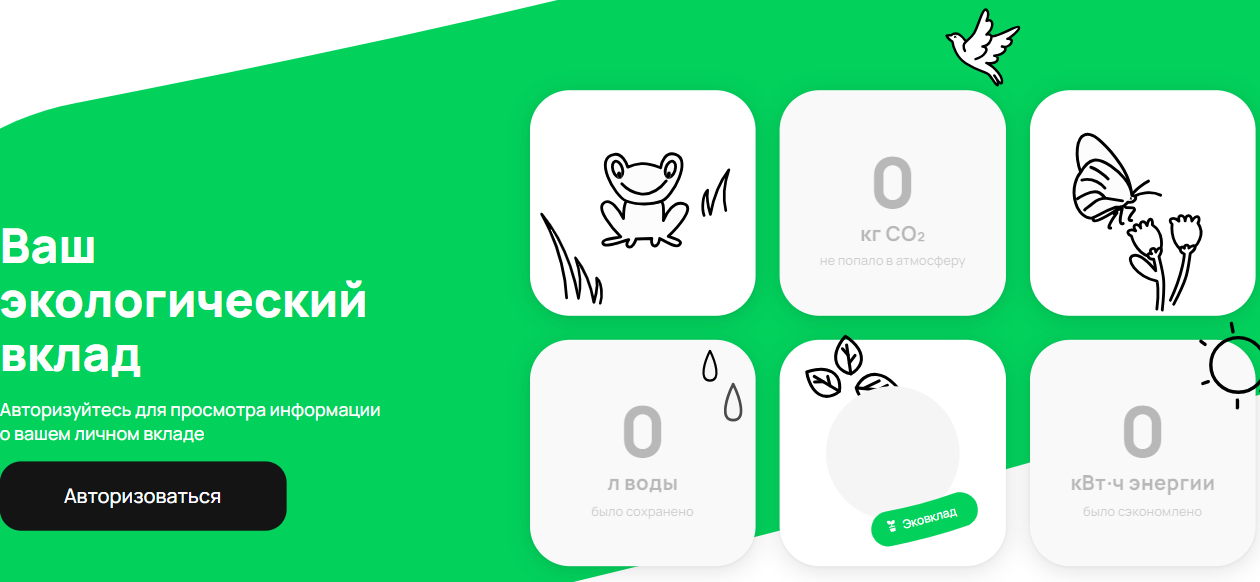 Ваш
экологический
вклад
Авторизуйтесь для просмотра информации
о вашем личном вкладе
Авторизоваться
0
кг CO₂
не попало в атмосферу
0
л воды
было сохранено
Эковклад
0
кВт·ч энергии
было сэкономлено